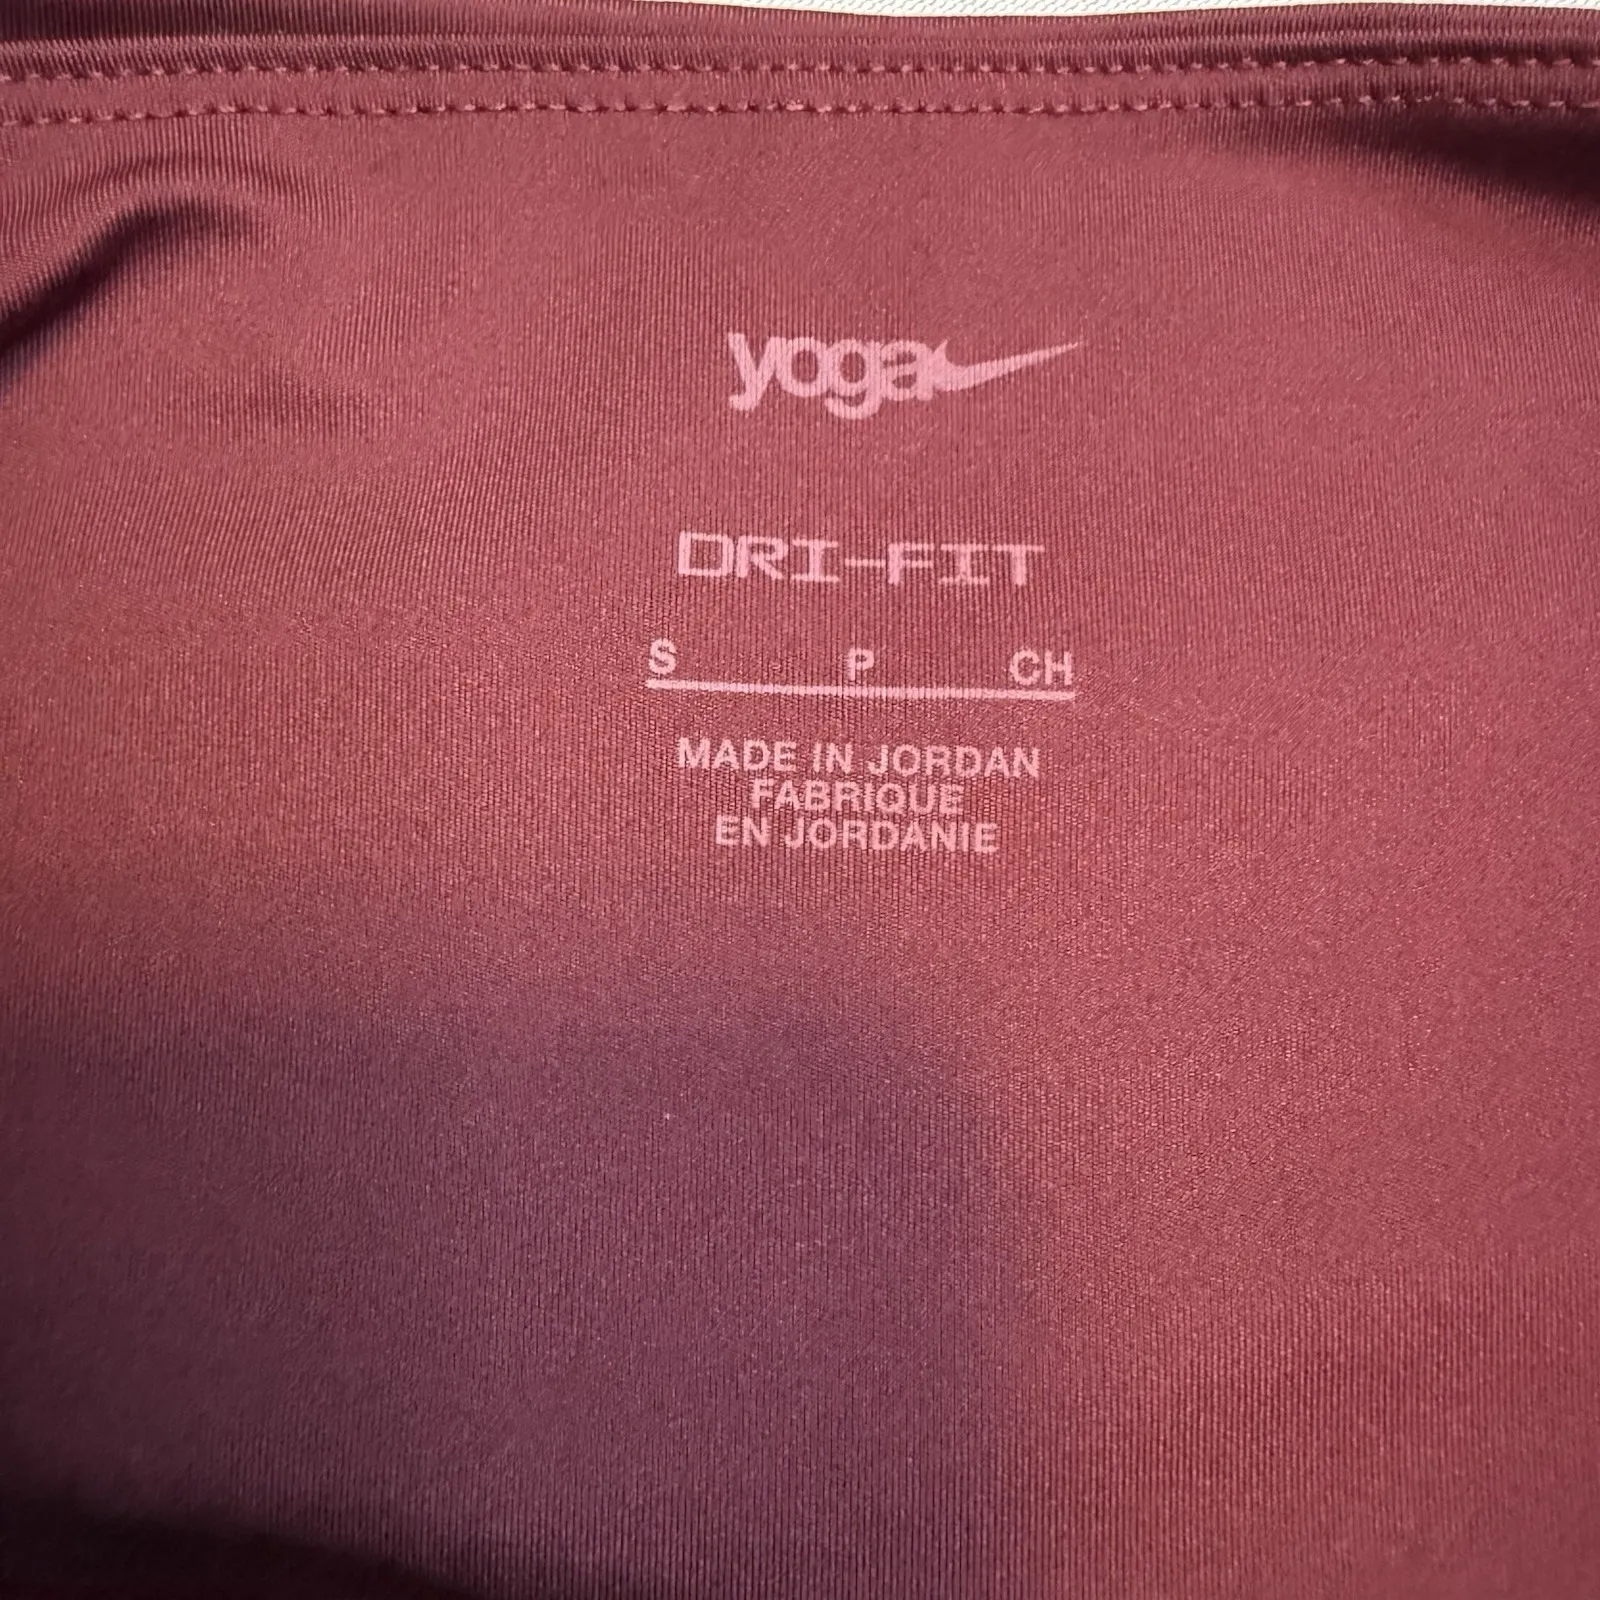 yoga
DRI-FIT
S P CH
MADE IN JORDAN
FABRIQUE
EN JORDANIE